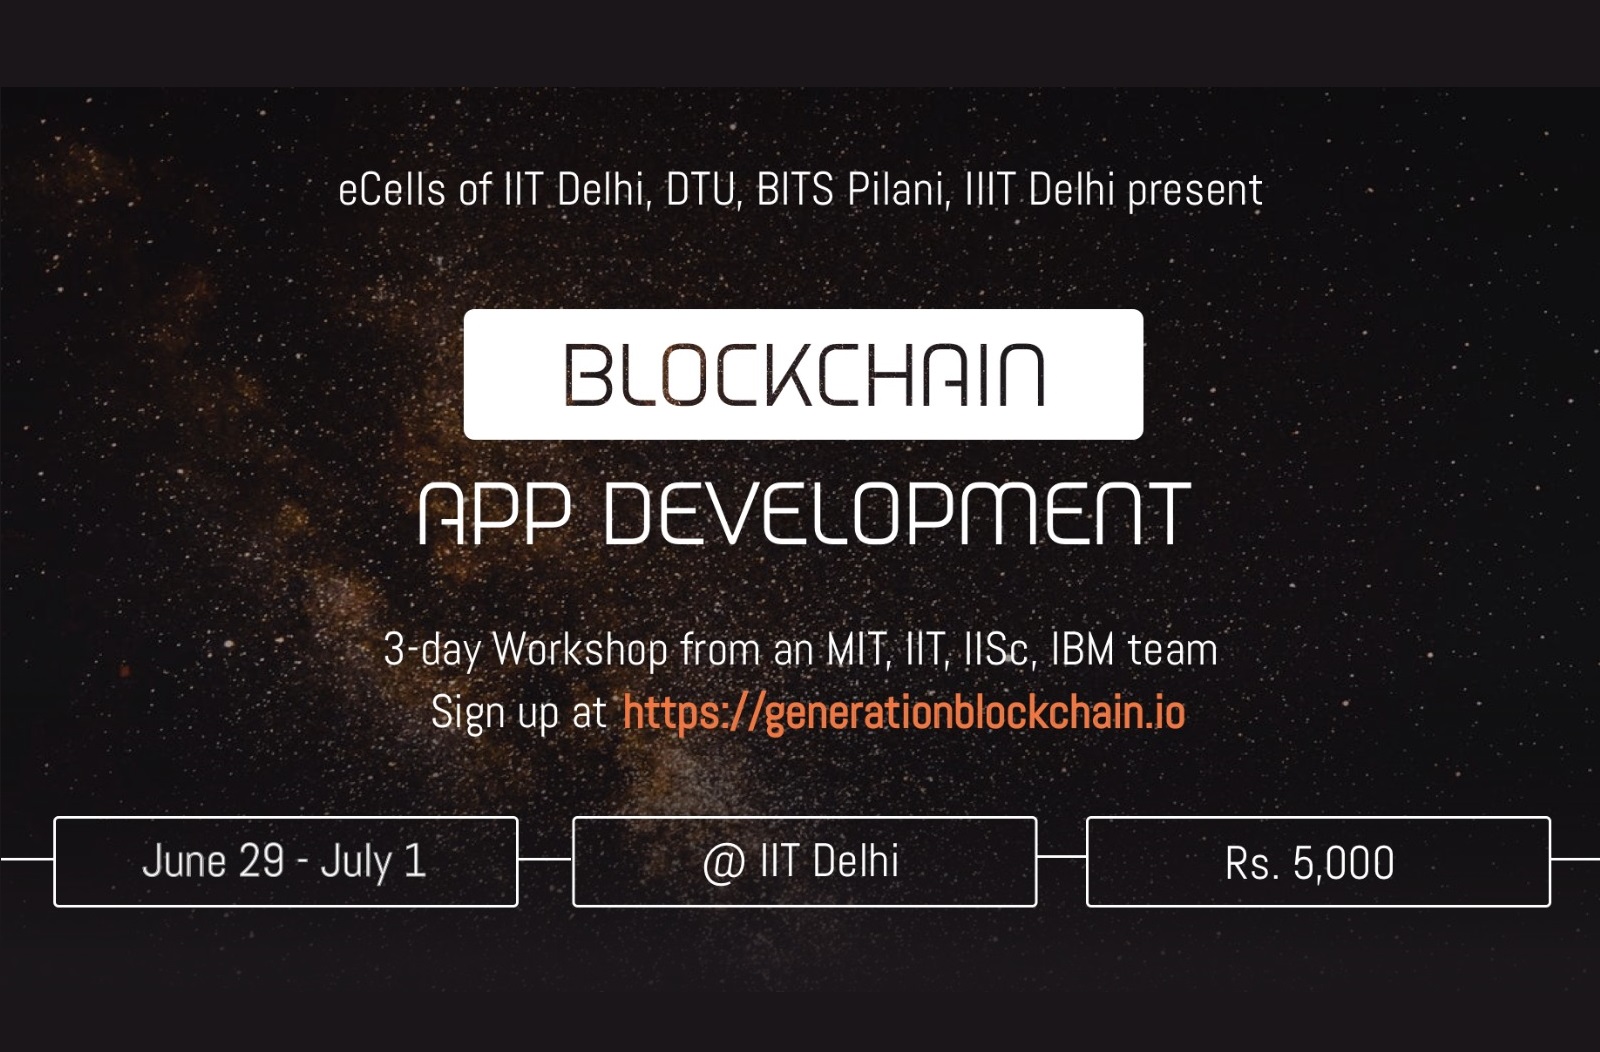 eCells of IIT Delhi, DTU, BITS Pilani, IIIT Delhi present
BLOCKCHAIN
APP DEVELOPMENT
3-day Workshop from an MIT, IIT, IISc, IBM team
Sign up at https://generationblockchain.io
June 29 - July 1
@ IIT Delhi
Rs. 5,000